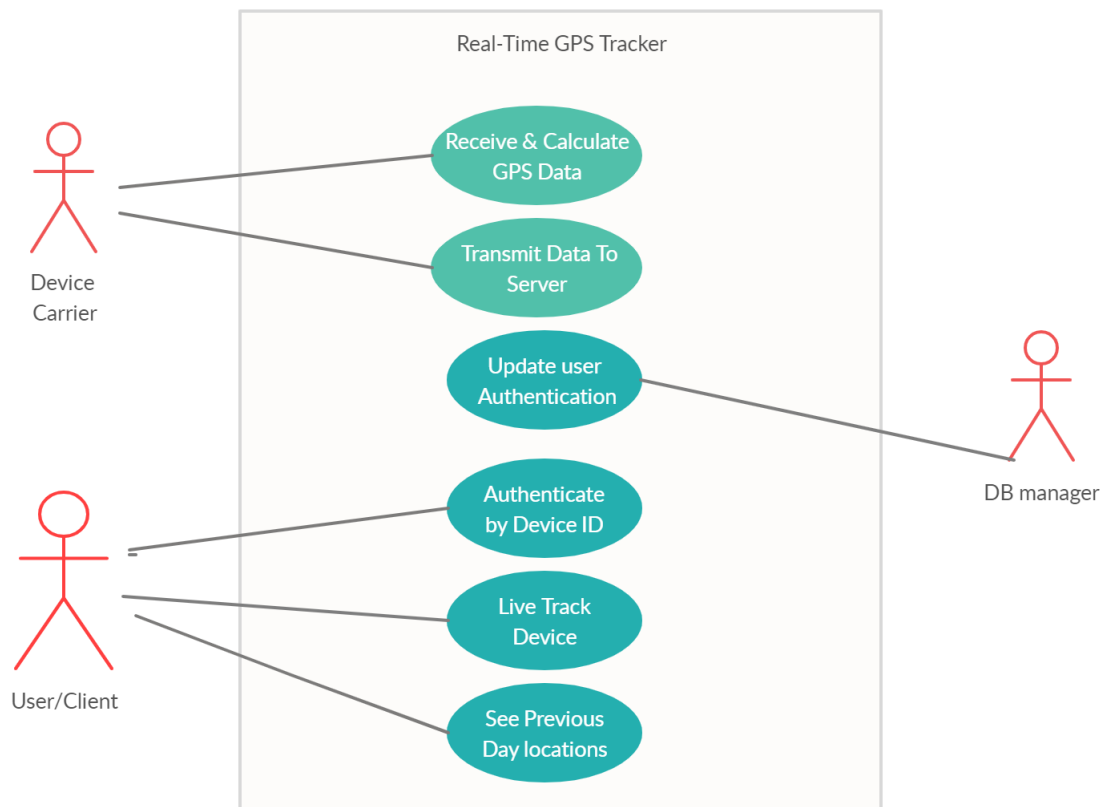 Real-Time GPS Tracker
Receive & Calculate
GPS Data
Transmit Data To
Server
Device
Carrier
Update user
Authentication
DB manager
Authenticate
by Device ID
Live Track
Device
User/Client
See Previous
Day locations